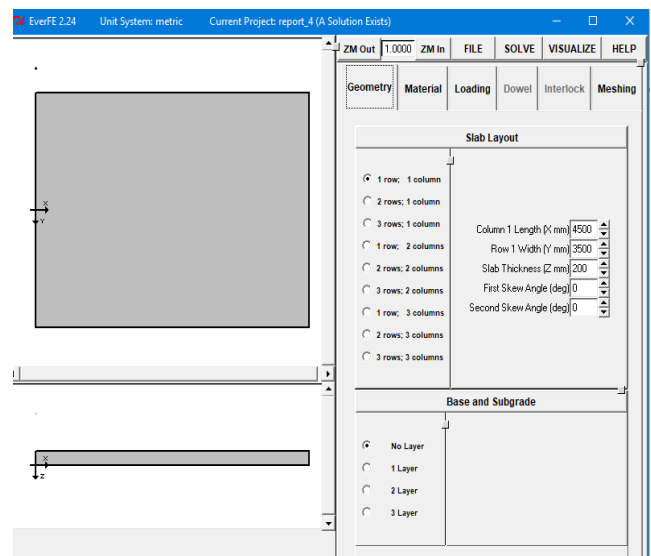 EverFE 2.24 Unit System: metric Current Project: report_4 (A Solution Exists)
ZM Out 1.0000 ZM In FILE SOLVE VISUALIZE HELP
Geometry Material Loading Dowel Interlock Meshing
Slab Layout
1 row; 1 column
2 rows; 1 column
3 rows; 1 column
1 row; 2 columns
2 rows; 2 columns
3 rows; 2 columns
1 row; 3 columns
2 rows; 3 columns
3 rows; 3 columns
Column 1 Length (X mm) 4500
Row 1 Width (Y mm) 3500
Slab Thickness (Z mm) 200
First Skew Angle (deg) 0
Second Skew Angle (deg) 0
X
Y
Base and Subgrade
No Layer
1 Layer
2 Layer
3 Layer
X
Z